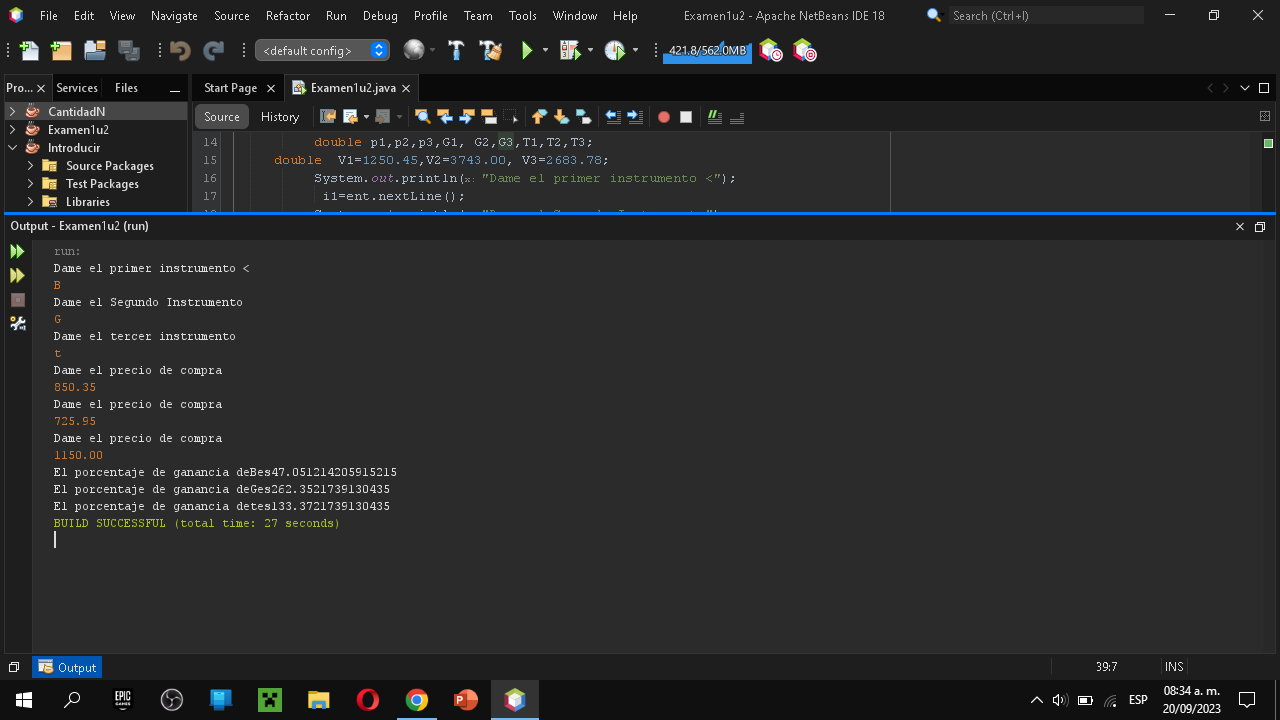 File Edit View Navigate Source Refactor Run Debug Profile Team Tools Window Help Examen1u2 - Apache NetBeans IDE 18 Search (Ctrl+I)
<default config> 421.8/562.0MB
Pro... Services Files Start Page Examen1u2.java
CantidadN Source History
Examen1u2
Introducir
Source Packages
Test Packages
Libraries
14 double p1,p2,p3,G1, G2,G3,T1,T2,T3;
15 double V1=1250.45,V2=3743.00, V3=2683.78;
16 System.out.println(x: "Dame el primer instrumento <");
17 i1=ent.nextLine();
Output - Examen1u2 (run)
run:
Dame el primer instrumento <
B
Dame el Segundo Instrumento
G
Dame el tercer instrumento
t
Dame el precio de compra
850.35
Dame el precio de compra
725.95
Dame el precio de compra
1150.00
El porcentaje de ganancia deBes47.051214205915215
El porcentaje de ganancia deGes262.3521739130435
El porcentaje de ganancia detes133.3721739130435
BUILD SUCCESSFUL (total time: 27 seconds)
Output 39:7 INS
EPIC GAMES
ESP 08:34 a. m.
20/09/2023